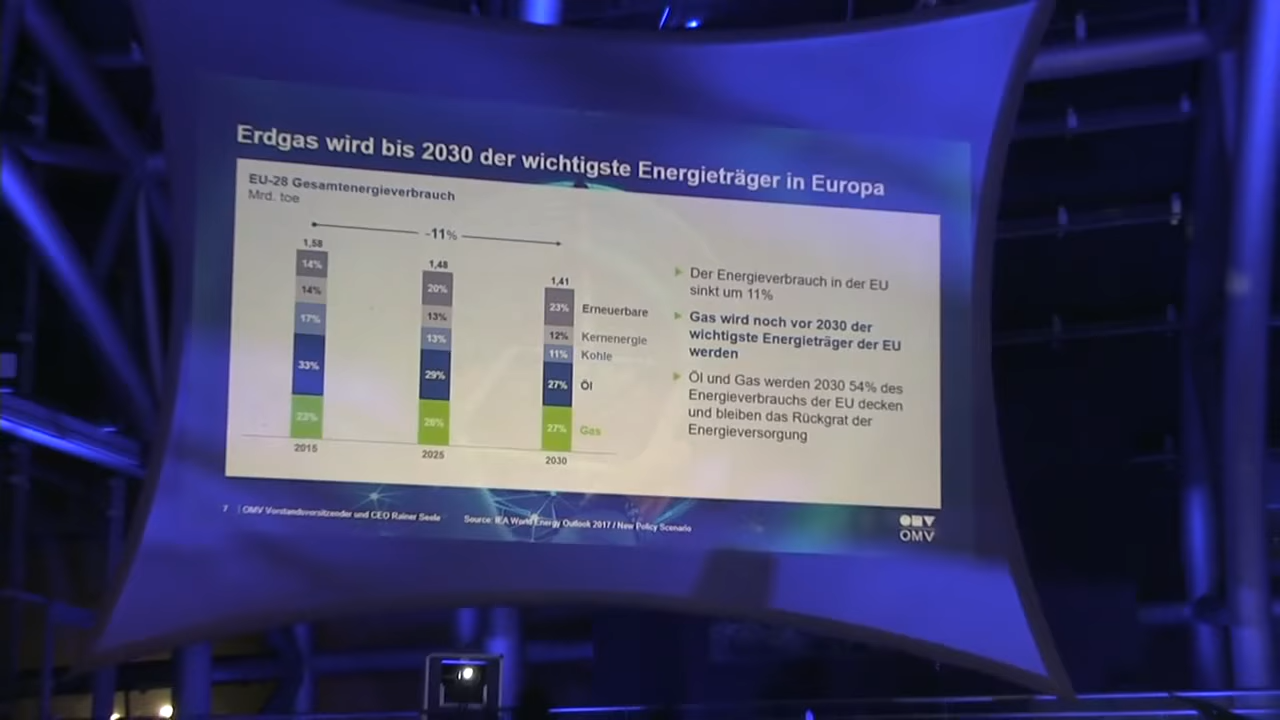 Erdgas wird bis 2030 der wichtigste Energieträger in Europa
EU-28 Gesamtenergieverbrauch
Mrd. toe
-11%
1,58
1,48
1,41
14%
20%
23%
Erneuerbare
14%
13%
12%
Kernenergie
17%
13%
11%
Kohle
33%
29%
27%
Öl
27%
Gas
2015
2025
2030
Der Energieverbrauch in der EU
sinkt um 11%
Gas wird noch vor 2030 der
wichtigste Energieträger der EU
werden
Öl und Gas werden 2030 54% des
Energieverbrauchs der EU decken
und bleiben das Rückgrat der
Energieversorgung
7 | OMV Vorstandsvorsitzender und CEO Rainer Seele
Source: IEA World Energy Outlook 2017 / New Policy Scenario
OMV